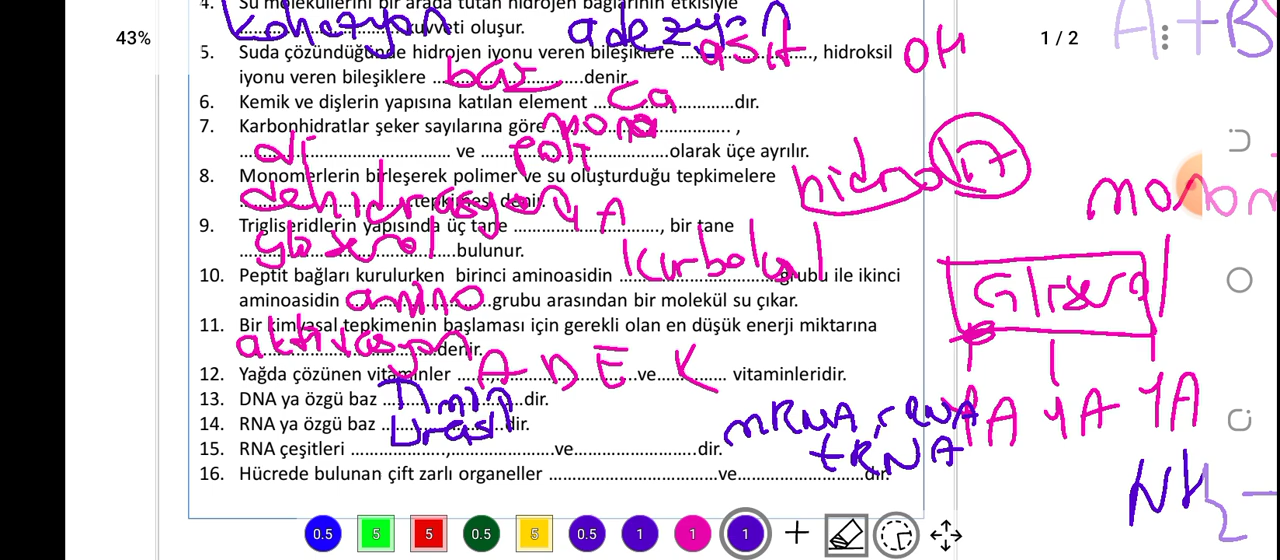 4. Su moleküllerini bir arada tutan hidrojen bağlarının etkisiyle
kohezyon kuvveti oluşur. adezyon
43%
1 / 2
A+B
5. Suda çözündüğünde hidrojen iyonu veren bileşiklere asit, hidroksil OH
iyonu veren bileşiklere baz denir.
6. Kemik ve dişlerin yapısına katılan element Ca dır.
7. Karbonhidratlar şeker sayılarına göre mono,
di ve poli olarak üçe ayrılır.
8. Monomerlerin birleşerek polimer ve su oluşturduğu tepkimelere
dehidrasyon tepkimesi denir.
hidroliz
monom
9. Trigliseridlerin yapısında üç tane YA, bir tane
gliserol bulunur.
10. Peptit bağları kurulurken birinci aminoasidin karboksil grubu ile ikinci
aminoasidin amino grubu arasından bir molekül su çıkar.
Gliserol
11. Bir kimyasal tepkimenin başlaması için gerekli olan en düşük enerji miktarına
aktivasyon denir.
12. Yağda çözünen vitaminler A D E ve K vitaminleridir.
13. DNA ya özgü baz Timin dir.
14. RNA ya özgü baz Urasil dir.
YA YA YA
mRNA, rRNA
tRNA
15. RNA çeşitleri ....................,.....................ve.........................dir.
16. Hücrede bulunan çift zarlı organeller ..................................ve.........................dir.
NH2-
0.5 5 5 0.5 5 0.5 1 1 1